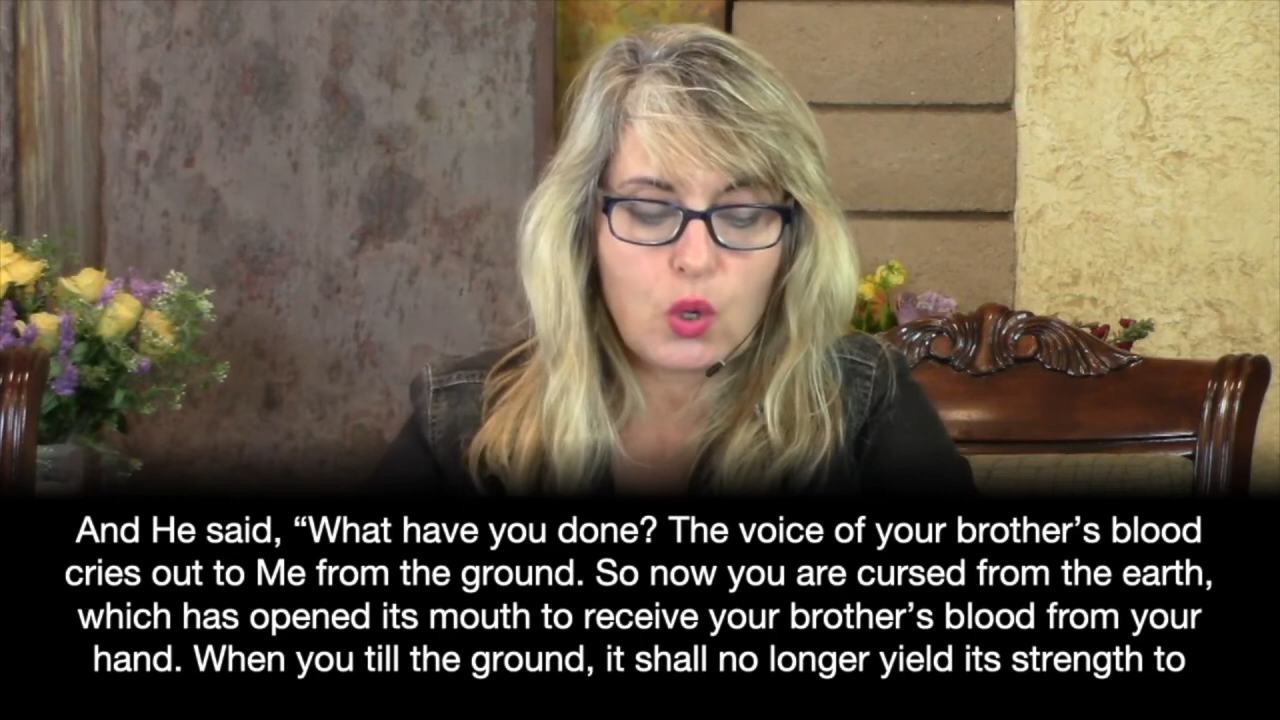 And He said, “What have you done? The voice of your brother’s blood
cries out to Me from the ground. So now you are cursed from the earth,
which has opened its mouth to receive your brother’s blood from your
hand. When you till the ground, it shall no longer yield its strength to